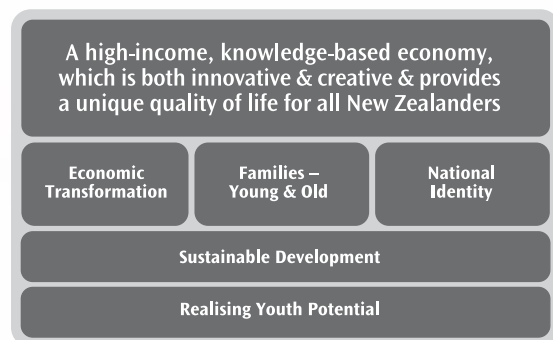 A high-income, knowledge-based economy,
which is both innovative & creative & provides
a unique quality of life for all New Zealanders
Economic
Transformation
Families –
Young & Old
National
Identity
Sustainable Development
Realising Youth Potential